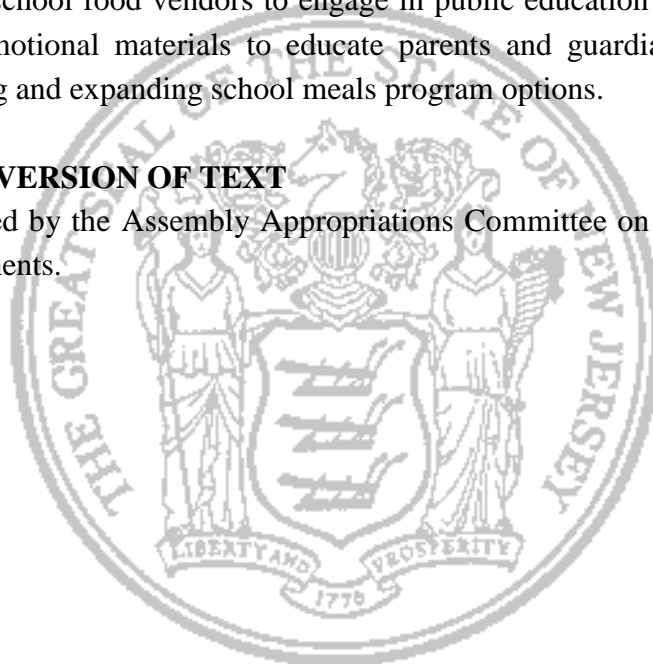 school food vendors to engage in public education
motional materials to educate parents and guardia
g and expanding school meals program options.
VERSION OF TEXT
ed by the Assembly Appropriations Committee on
ents.
THE GREAT SEAL OF THE STATE OF NEW JERSEY
LIBERTY AND PROSPERITY
1776